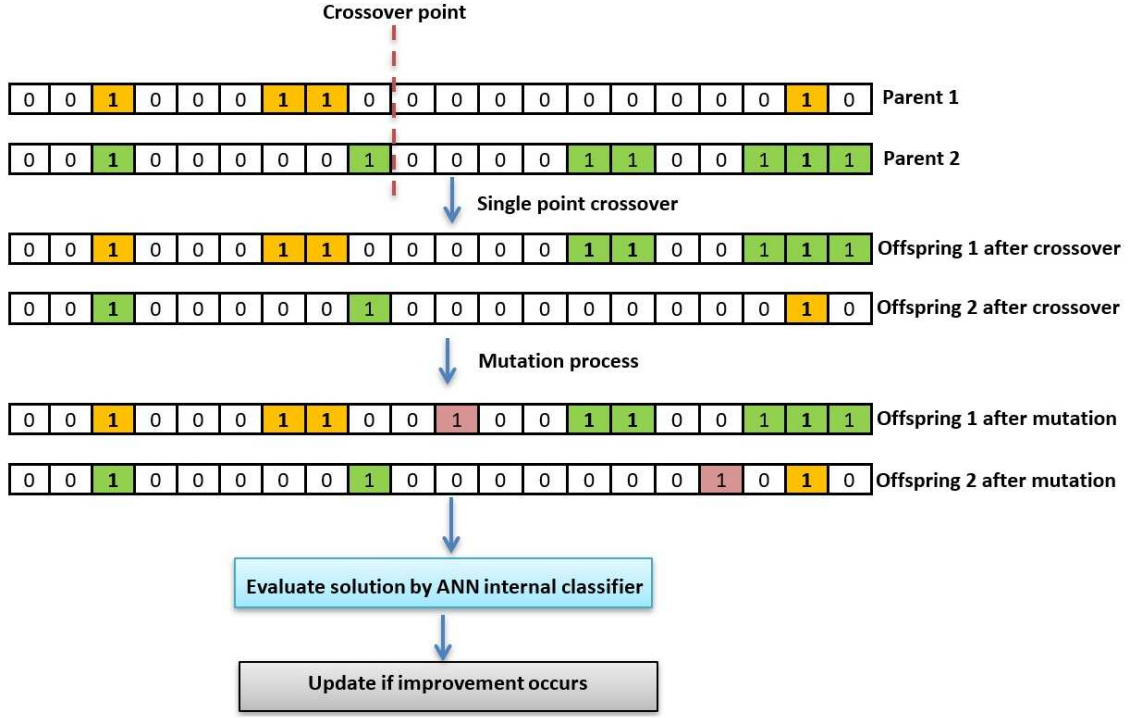 Crossover point
0 0 1 0 0 0 1 1 0 0 0 0 0 0 0 0 0 0 1 0 Parent 1
0 0 1 0 0 0 0 0 1 0 0 0 0 1 1 0 0 1 1 1 Parent 2
Single point crossover
0 0 1 0 0 0 1 1 0 0 0 0 0 1 1 0 0 1 1 1 Offspring 1 after crossover
0 0 1 0 0 0 0 0 1 0 0 0 0 0 0 0 0 0 1 0 Offspring 2 after crossover
Mutation process
0 0 1 0 0 0 1 1 0 0 1 0 0 1 1 0 0 1 1 1 Offspring 1 after mutation
0 0 1 0 0 0 0 0 1 0 0 0 0 0 0 0 1 0 1 0 Offspring 2 after mutation
Evaluate solution by ANN internal classifier
Update if improvement occurs